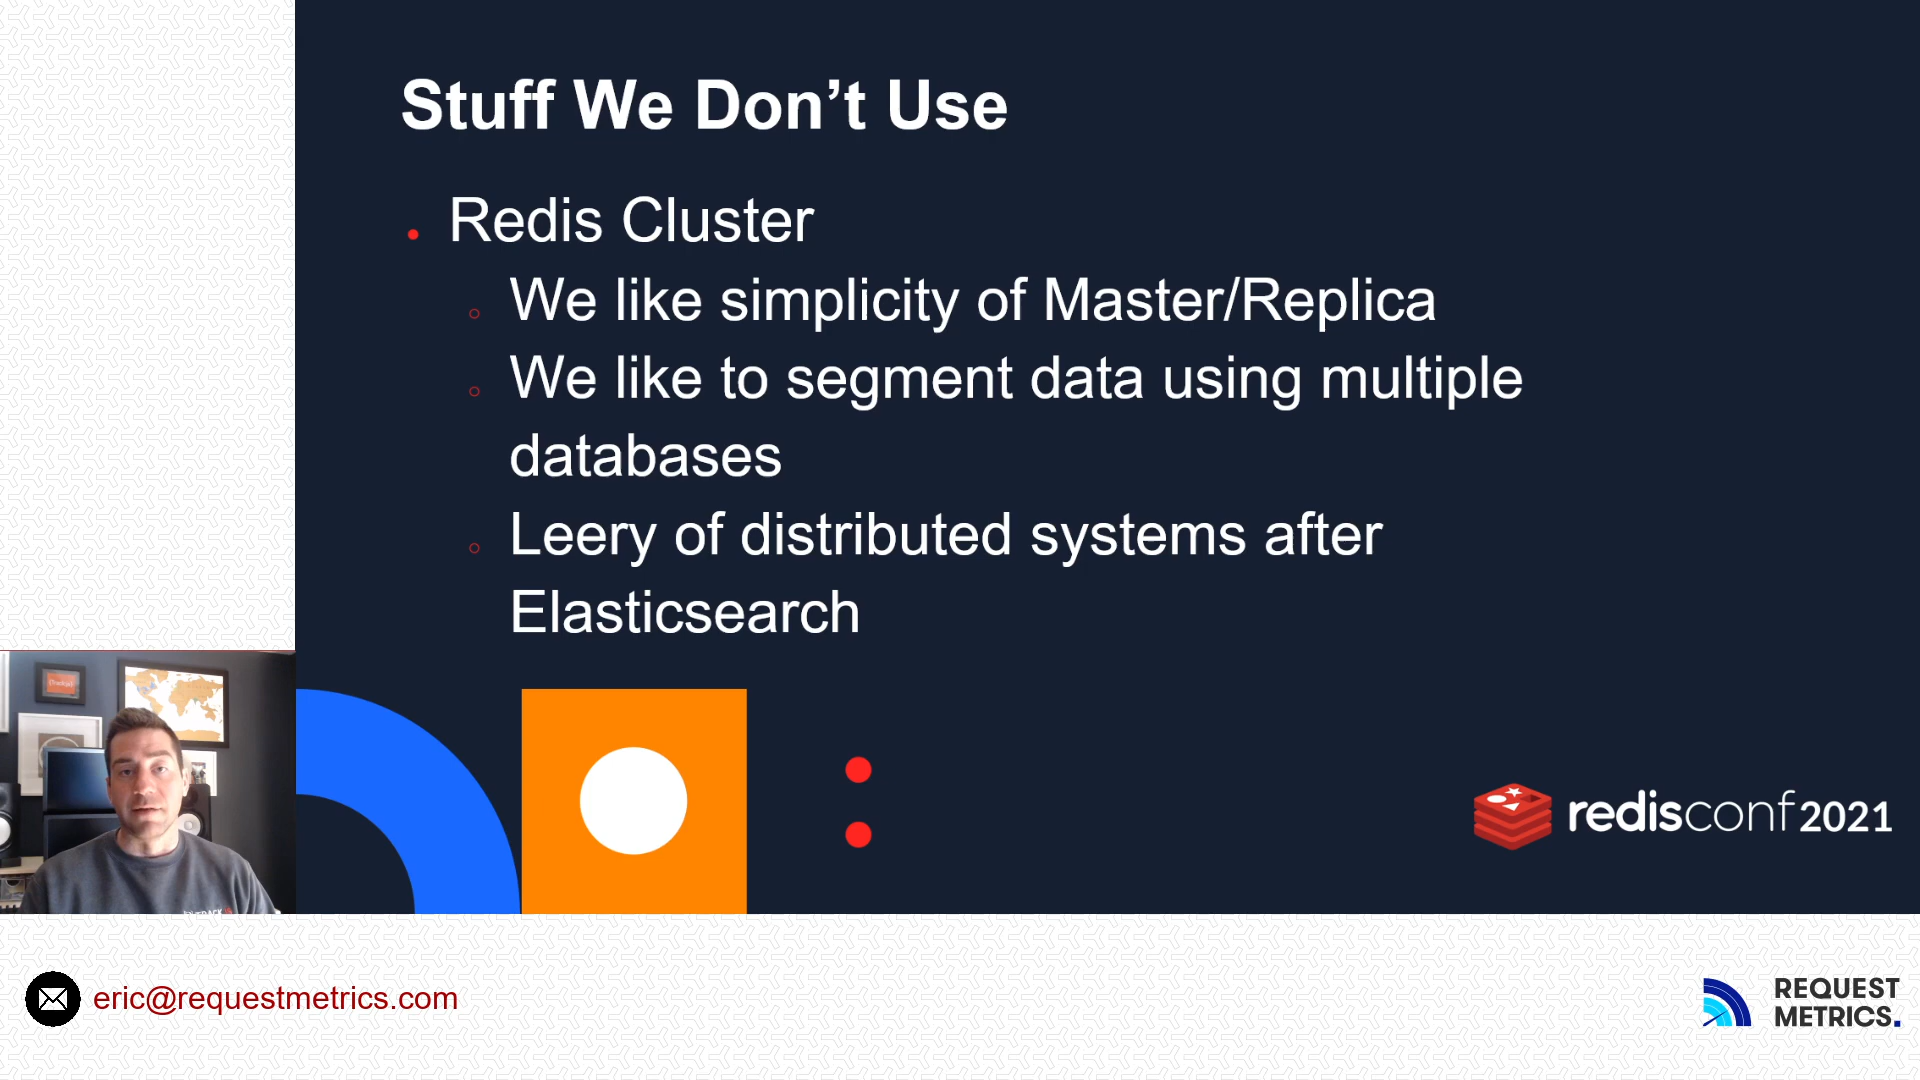 Stuff We Don’t Use
Redis Cluster
We like simplicity of Master/Replica
We like to segment data using multiple
databases
Leery of distributed systems after
Elasticsearch
redisconf2021
eric@requestmetrics.com
REQUEST
METRICS.